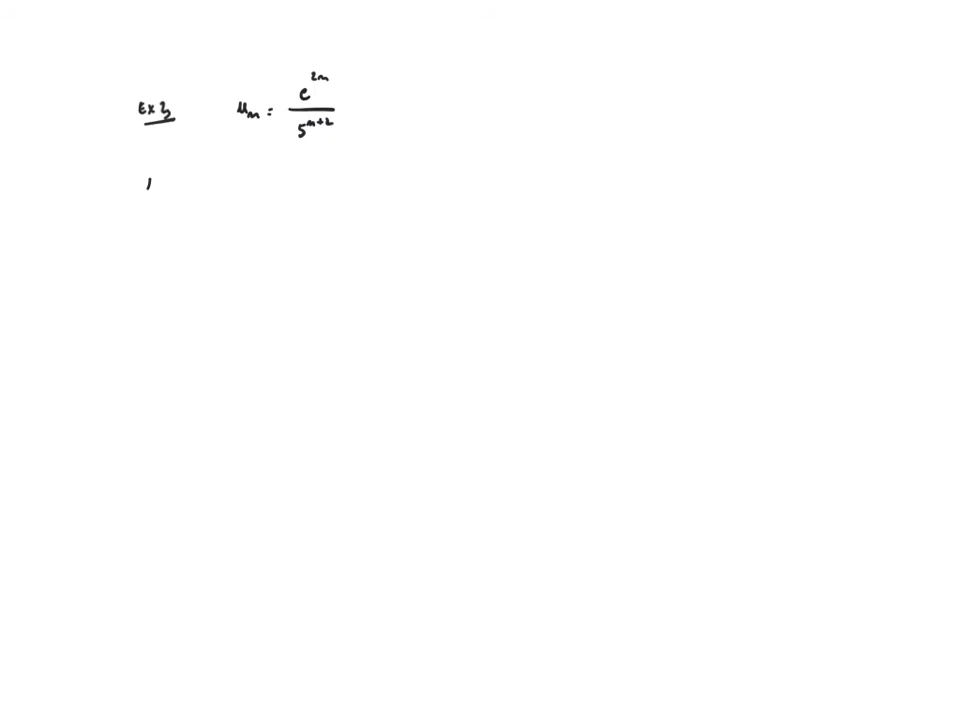 Ex 3 u_n = e^{2n} / 5^{n+2}